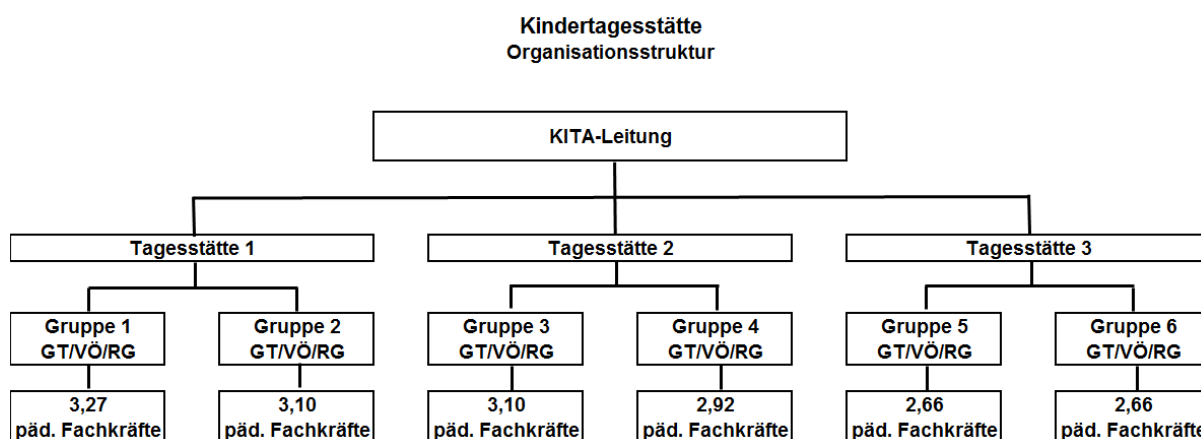 Kindertagesstätte
Organisationsstruktur
KITA-Leitung
Tagesstätte 1
Tagesstätte 2
Tagesstätte 3
Gruppe 1
GT/VÖ/RG
Gruppe 2
GT/VÖ/RG
Gruppe 3
GT/VÖ/RG
Gruppe 4
GT/VÖ/RG
Gruppe 5
GT/VÖ/RG
Gruppe 6
GT/VÖ/RG
3,27
päd. Fachkräfte
3,10
päd. Fachkräfte
3,10
päd. Fachkräfte
2,92
päd. Fachkräfte
2,66
päd. Fachkräfte
2,66
päd. Fachkräfte